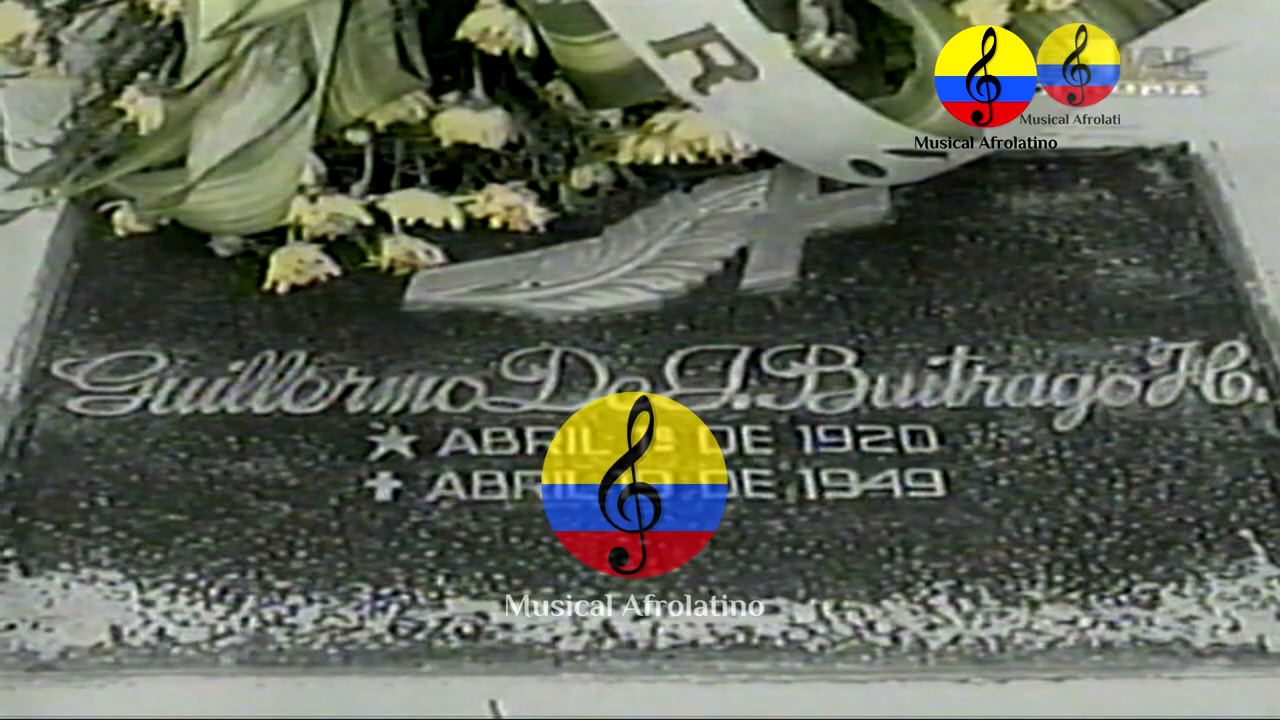 R
Musical Afrolati
Musical Afrolatino
Guillermo De J. Buitrago H.
ABRIL DE 1920
ABRIL DE 1949
Musical Afrolatino